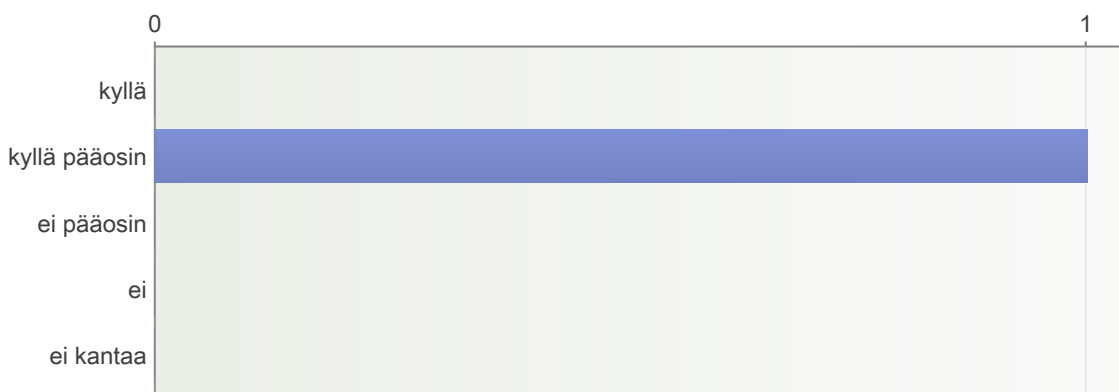 0 1
kyllä
kyllä pääosin
ei pääosin
ei
ei kantaa